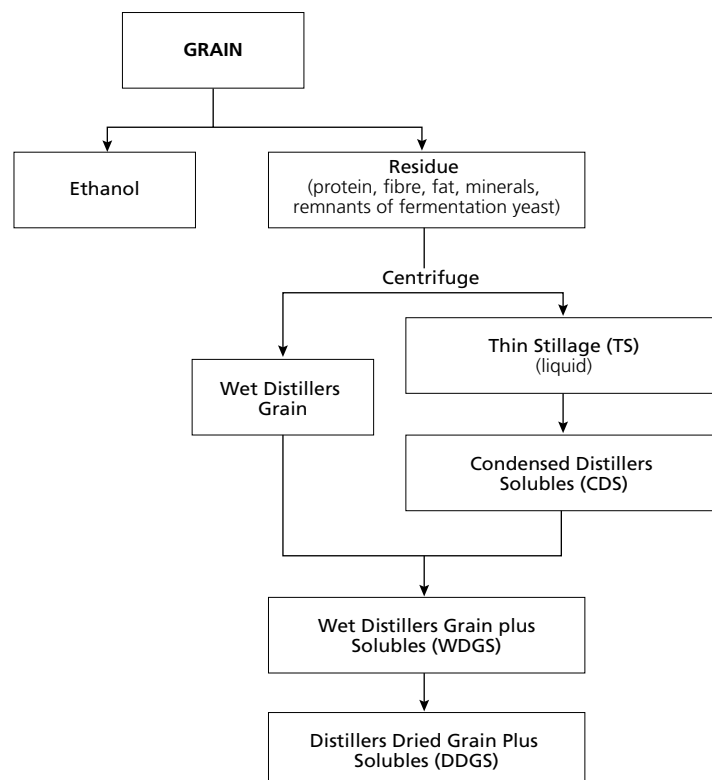 GRAIN
Ethanol
Residue
(protein, fibre, fat, minerals,
remnants of fermentation yeast)
Centrifuge
Thin Stillage (TS)
(liquid)
Wet Distillers
Grain
Condensed Distillers
Solubles (CDS)
Wet Distillers Grain plus
Solubles (WDGS)
Distillers Dried Grain Plus
Solubles (DDGS)